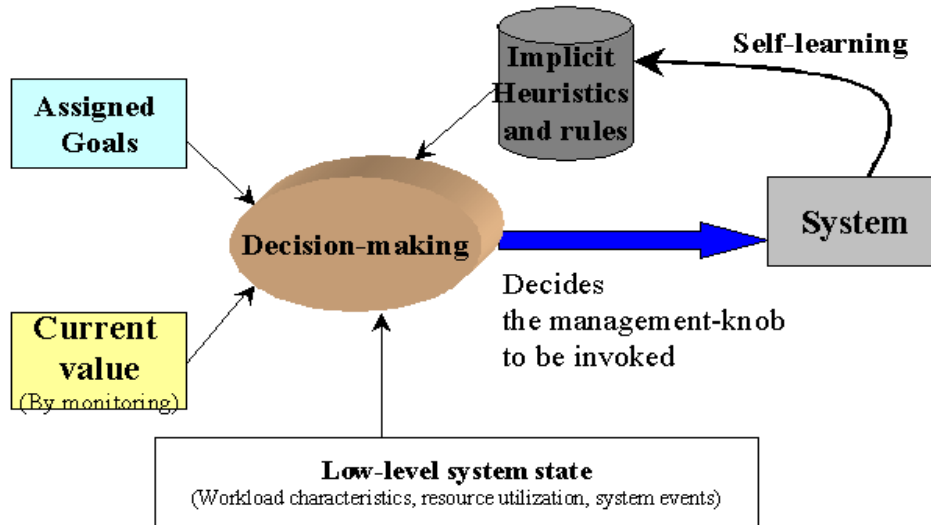 Assigned
Goals
Implicit
Heuristics
and rules
Self-learning
Decision-making
System
Decides
the management-knob
to be invoked
Current
value
(By monitoring)
Low-level system state
(Workload characteristics, resource utilization, system events)